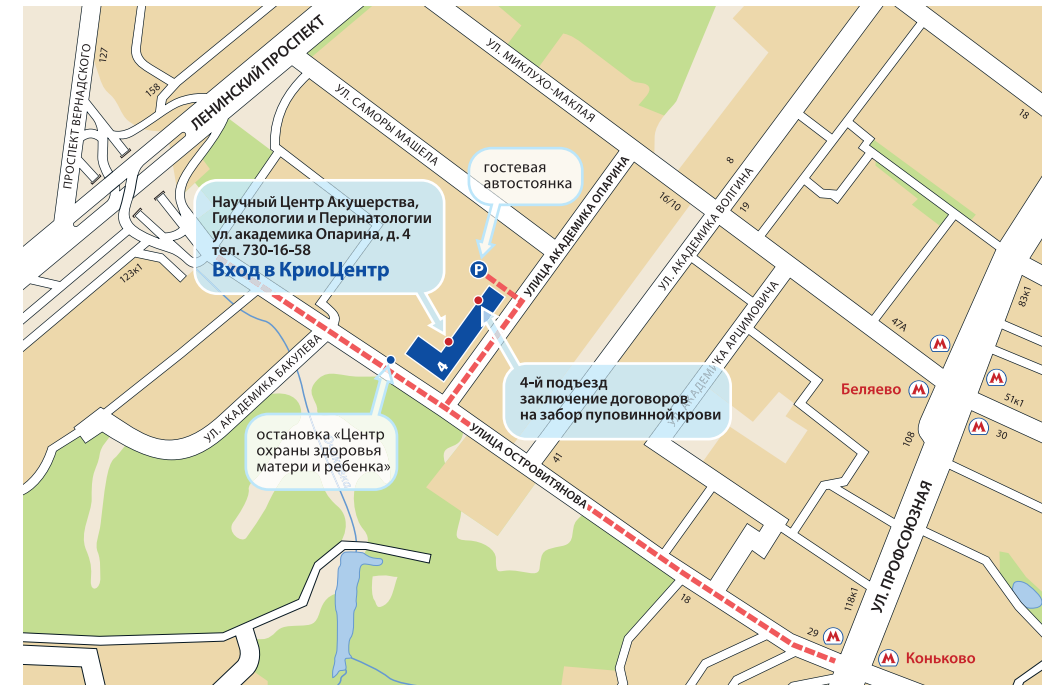 ПРОСПЕКТ ВЕРНАДСКОГО
127
158
ЛЕНИНСКИЙ ПРОСПЕКТ
УЛ. МИКЛУХО-МАКЛАЯ
18
УЛ. САМОРЫ МАШЕЛА
гостевая
автостоянка
P
УЛИЦА АКАДЕМИКА ОПАРИНА
16/10
8
19
УЛ. АКАДЕМИКА ВОЛГИНА
Научный Центр Акушерства,
Гинекологии и Перинатологии
ул. академика Опарина, д. 4
тел. 730-16-58
Вход в КриоЦентр
123к1
4
УЛ. АКАДЕМИКА БАКУЛЕВА
остановка «Центр
охраны здоровья
матери и ребенка»
4-й подъезд
заключение договоров
на забор пуповинной крови
УЛ. АКАДЕМИКА АРЦИМОВИЧА
47А
83к1
М
Беляево
М
М
51к1
М
30
108
УЛИЦА ОСТРОВИТЯНОВА
41
УЛ. ПРОФСОЮЗНАЯ
118к1
18
29
М
М
Коньково